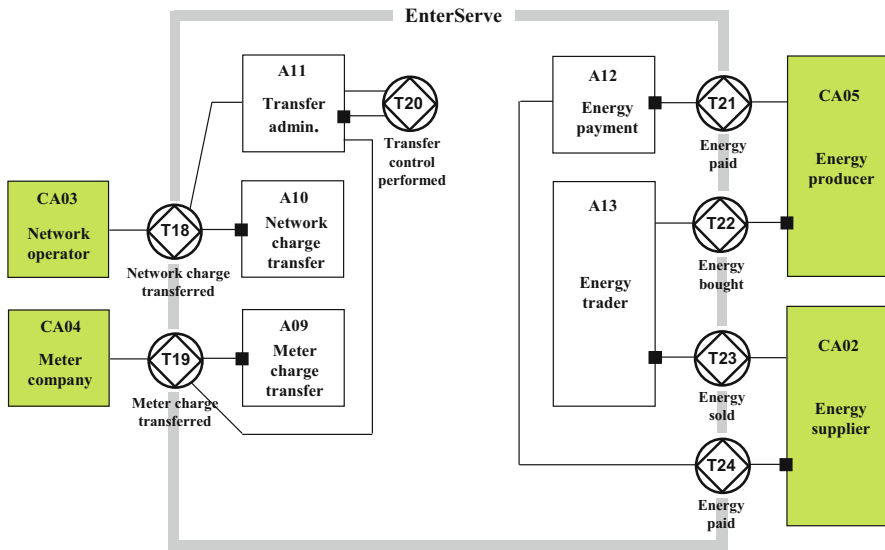 EnterServe
A11
Transfer
admin.
T20
Transfer
control
performed
A12
Energy
payment
T21
Energy
paid
CA05
Energy
producer
CA03
Network
operator
T18
Network charge
transferred
A10
Network
charge
transfer
A13
Energy
trader
T22
Energy
bought
CA04
Meter
company
T19
Meter charge
transferred
A09
Meter
charge
transfer
T23
Energy
sold
CA02
Energy
supplier
T24
Energy
paid